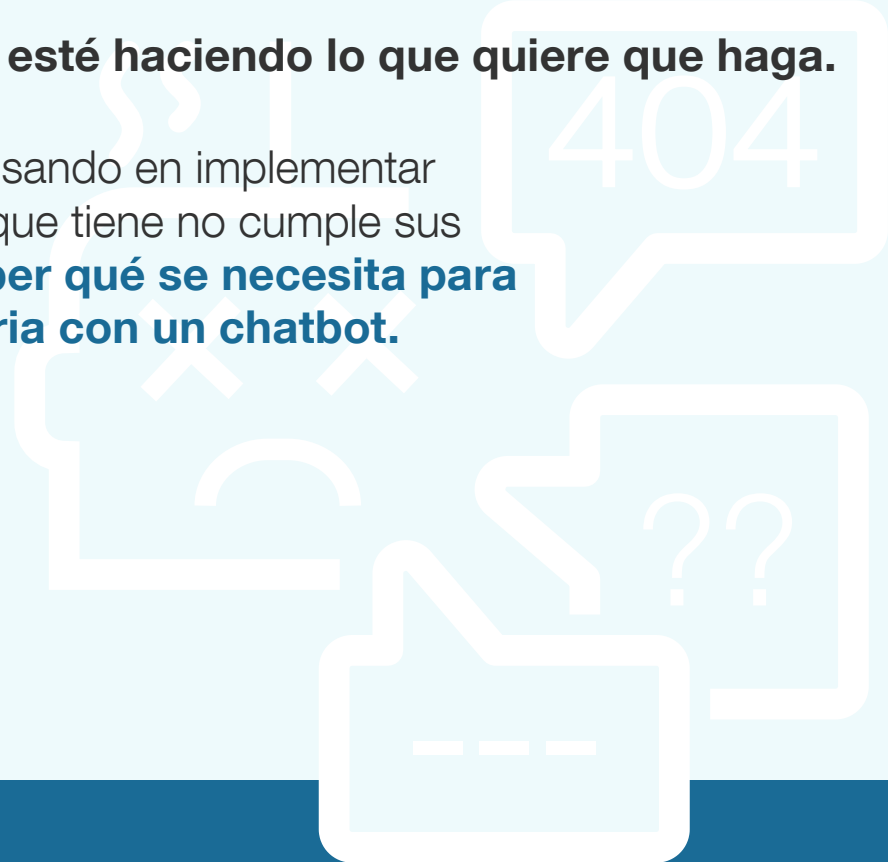 esté haciendo lo que quiere que haga.
404
sando en implementar
que tiene no cumple sus
ber qué se necesita para
ria con un chatbot.
??
---